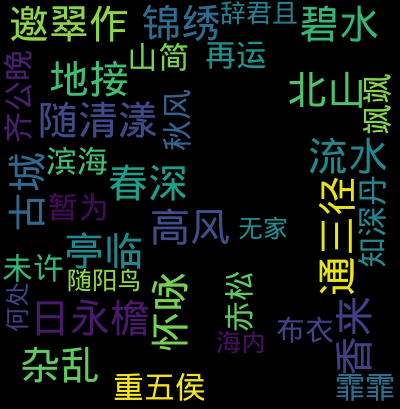 邀翠作
锦绣
辞君且
碧水
山简
再运
齐公晚
地接
北山
飒飒
随清漾
秋风
流水
滨海
古城
春深
暂为
通三径
知深丹
高风
无家
亭临
未许
随阳鸟
怀咏
赤松
何处
日永檐
香来
布衣
海内
杂乱
重五侯
霏霏